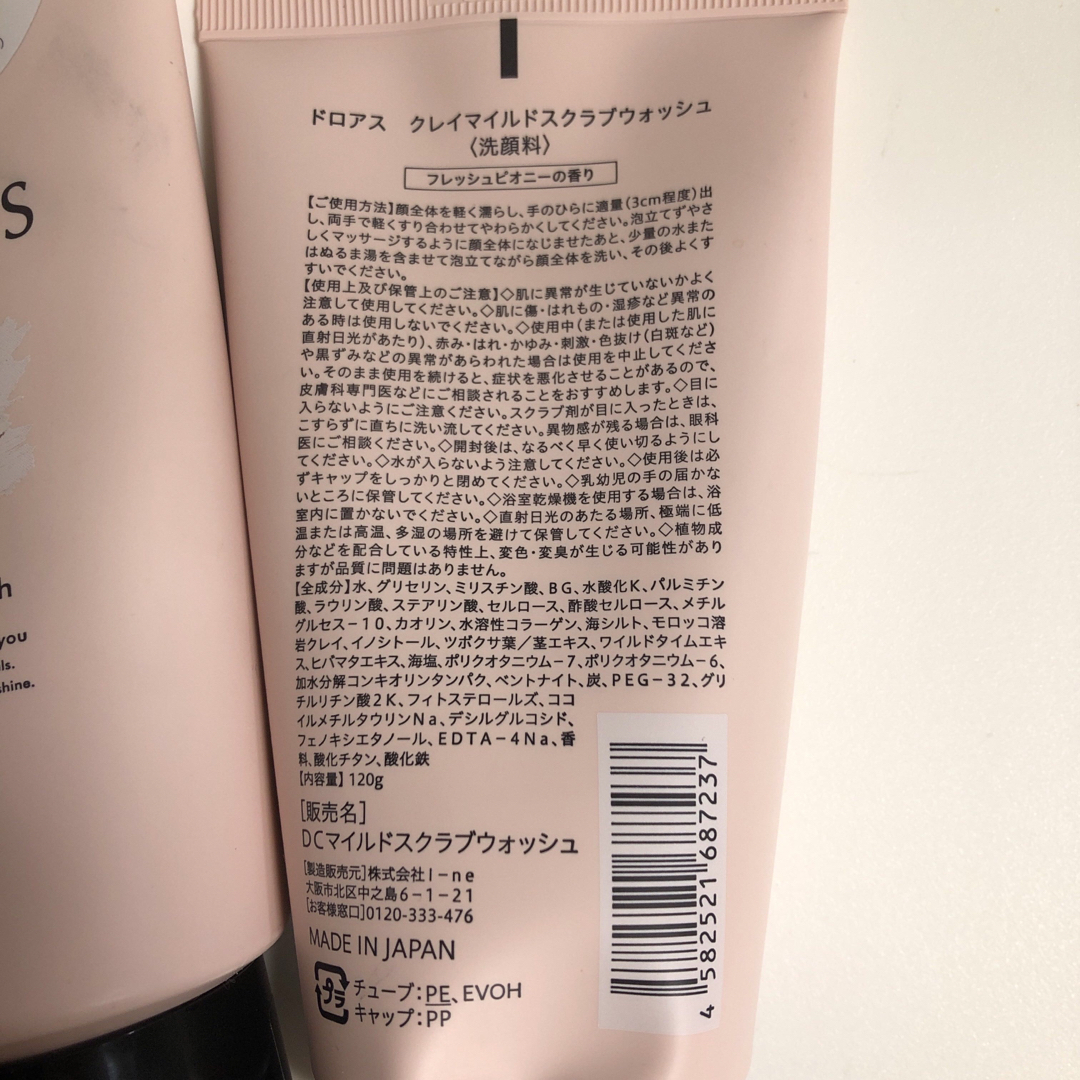 S
h
you
ls.
shine.
ドロアス クレイマイルドスクラブウォッシュ
〈洗顔料〉
フレッシュピオニーの香り
【ご使用方法】顔全体を軽く濡らし、手のひらに適量(3cm程度)出
し、両手で軽くすり合わせてやわらかくしてください。泡立てずやさ
しくマッサージするように顔全体になじませたあと、少量の水また
はぬるま湯を含ませて泡立てながら顔全体を洗い、その後よくす
すいでください。
【使用上及び保管上のご注意】◇肌に異常が生じていないかよく
注意して使用してください。◇肌に傷・はれもの・湿疹など異常の
ある時は使用しないでください。◇使用中(または使用した肌に
直射日光があたり)、赤み・はれ・かゆみ・刺激・色抜け(白斑など)
や黒ずみなどの異常があらわれた場合は使用を中止してくださ
い。そのまま使用を続けると、症状を悪化させることがあるので、
皮膚科専門医などにご相談されることをおすすめします。◇目に
入らないようにご注意ください。スクラブ剤が目に入ったときは、
こすらずに直ちに洗い流してください。異物感が残る場合は、眼科
医にご相談ください。◇開封後は、なるべく早く使い切るようにし
てください。◇水が入らないよう注意してください。◇使用後は必
ずキャップをしっかりと閉めてください。◇乳幼児の手の届かな
いところに保管してください。◇浴室乾燥機を使用する場合は、浴
室内に置かないでください。◇直射日光のあたる場所、極端に低
温または高温、多湿の場所を避けて保管してください。◇植物成
分などを配合している特性上、変色・変臭が生じる可能性があり
ますが品質に問題はありません。
【全成分】水、グリセリン、ミリスチン酸、BG、水酸化K、パルミチン
酸、ラウリン酸、ステアリン酸、セルロース、酢酸セルロース、メチル
グルセス－10、カオリン、水溶性コラーゲン、海シルト、モロッコ溶
岩クレイ、イノシトール、ツボクサ葉／茎エキス、ワイルドタイムエキ
ス、ヒバマタエキス、海塩、ポリクオタニウム－7、ポリクオタニウム－6、
加水分解コンキオリンタンパク、ベントナイト、炭、PEG－32、グリ
チルリチン酸2K、フィトステロールズ、ココ
イルメチルタウリンNa、デシルグルコシド、
フェノキシエタノール、EDTA－4Na、香
料、酸化チタン、酸化鉄
【内容量】120g
［販売名］
DCマイルドスクラブウォッシュ
［製造販売元］株式会社I－ne
大阪市北区中之島6－1－21
［お客様窓口］0120-333-476
MADE IN JAPAN
プラ
チューブ:PE、EVOH
キャップ:PP
4 582521 687237